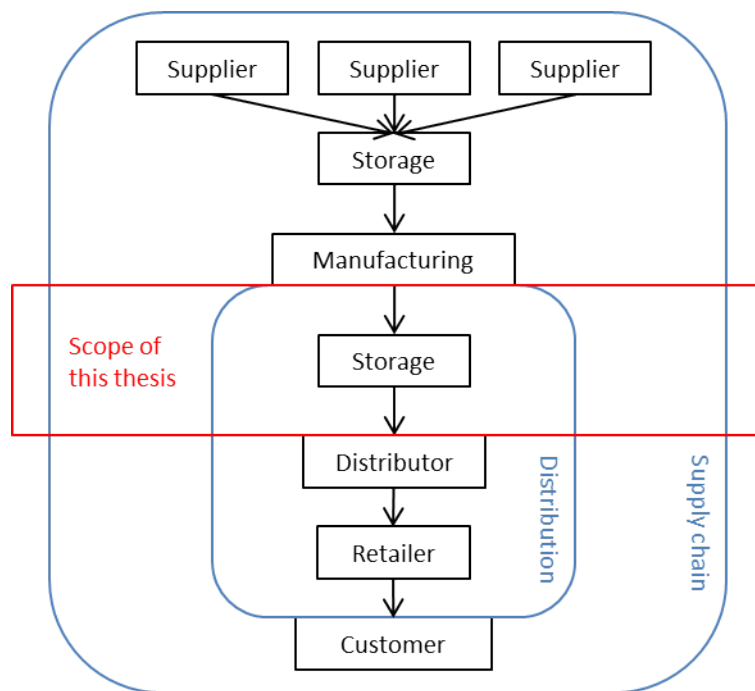 Supplier
Supplier
Supplier
Storage
Manufacturing
Scope of
this thesis
Storage
Distributor
Distribution
Supply chain
Retailer
Customer